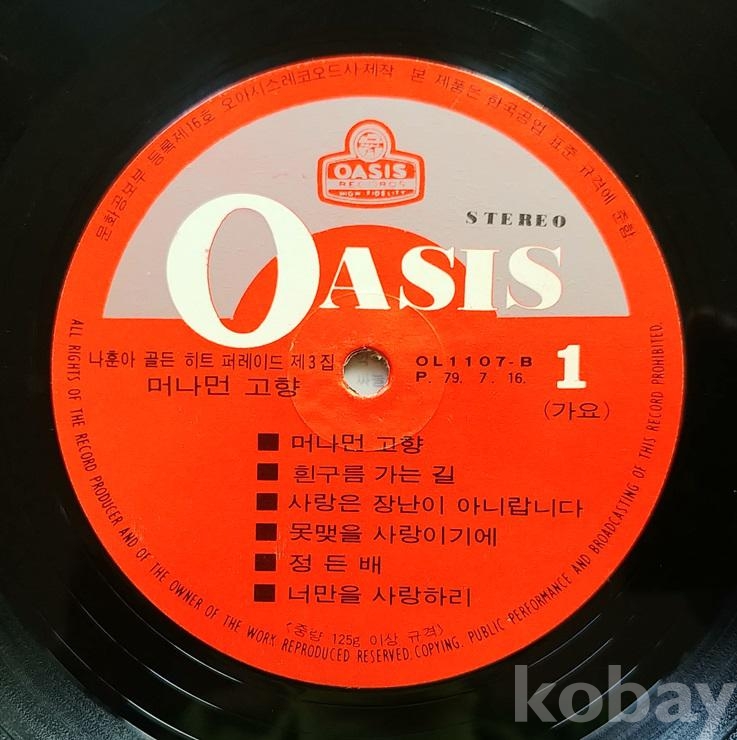 문화공보부 등록제16호 오아시스레코오드사제작 본 제품은 한국공업 표준 규격에 준함
OASIS
RECORDS
HIGH FIDELITY
STEREO
OASIS
나훈아 골든 히트 퍼레이드 제3집
머나먼 고향
OL1107-B
P. 79. 7. 16.
1
(가요)
■ 머나먼 고향
■ 흰구름 가는 길
■ 사랑은 장난이 아니랍니다
■ 못맺을 사랑이기에
■ 정 든 배
■ 너만을 사랑하리
<중량 125g 이상 규격>
ALL RIGHTS OF THE RECORD PRODUCER AND OF THE OWNER OF THE WORK REPRODUCED RESERVED. COPYING. PUBLIC PERFORMANCE AND BROADCASTING OF THIS RECORD PROHIBITED.
kobay